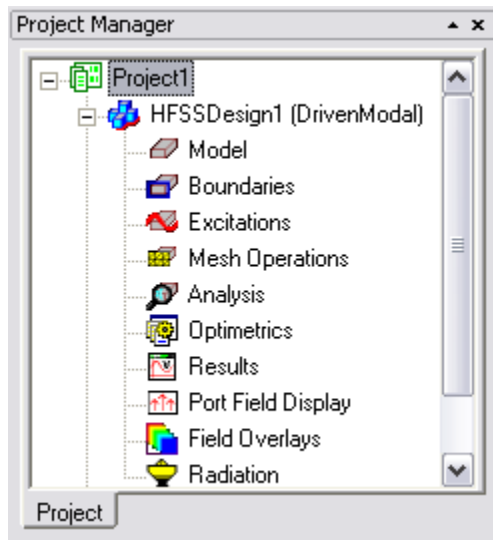 Project Manager
Project1
HFSSDesign1 (DrivenModal)
Model
Boundaries
Excitations
Mesh Operations
Analysis
Optimetrics
Results
Port Field Display
Field Overlays
Radiation
Project